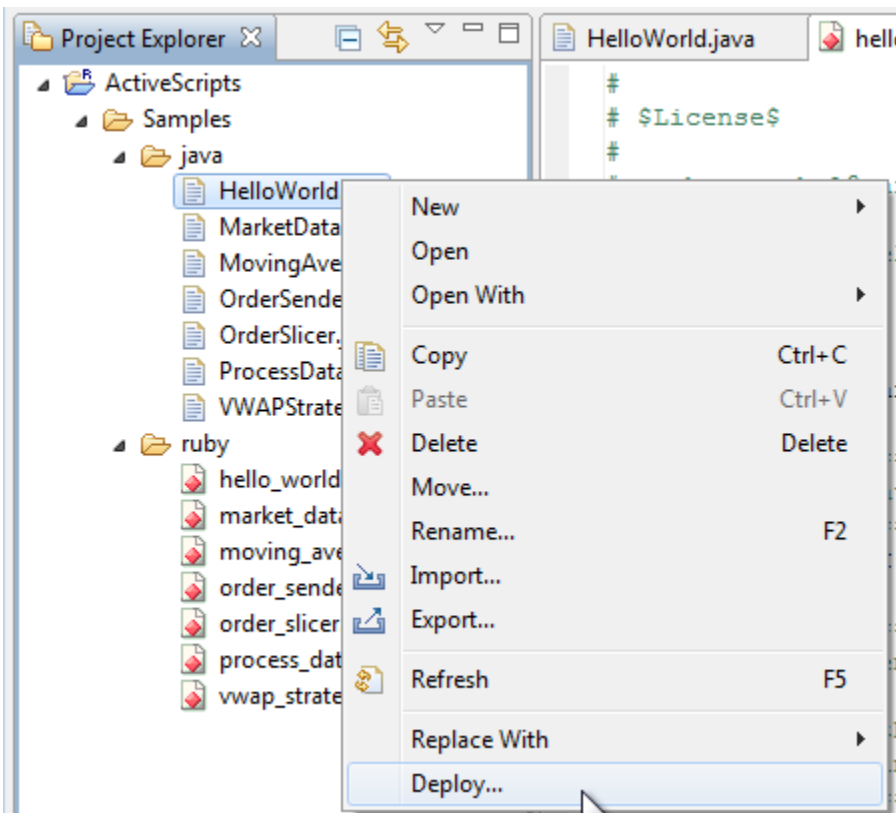 Project Explorer
HelloWorld.java
ActiveScripts
Samples
java
HelloWorld
MarketData
MovingAve
OrderSende
OrderSlicer.
ProcessData
VWAPStrate
ruby
hello_world
market_data
moving_ave
order_sende
order_slicer
process_dat
vwap_strate
#
# $License$
#
New
Open
Open With
Copy Ctrl+C
Paste Ctrl+V
Delete Delete
Move...
Rename... F2
Import...
Export...
Refresh F5
Replace With
Deploy...